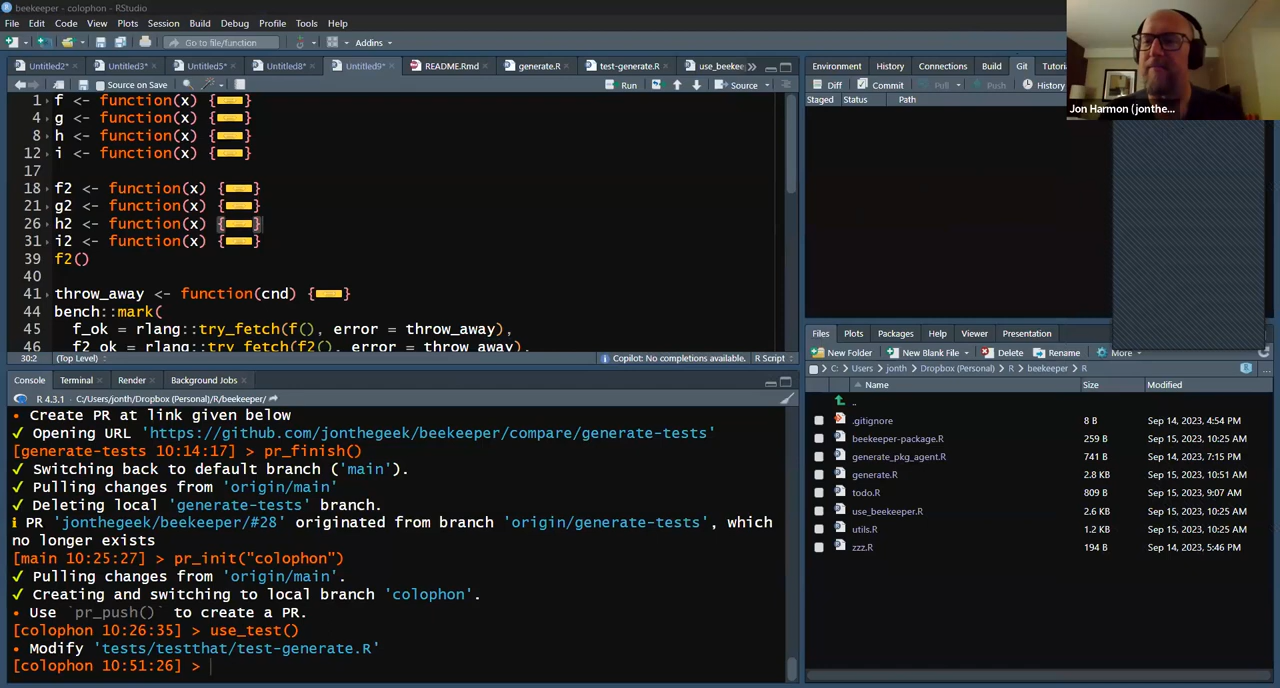 beekeeper - colophon - RStudio
File Edit Code View Plots Session Build Debug Profile Tools Help
Go to file/function Addins
Untitled2* Untitled3* Untitled5* Untitled8* Untitled9* README.Rmd generate.R test-generate.R use_beekee
Source on Save Run Source
1 f <- function(x) {
4 g <- function(x) {
8 h <- function(x) {
12 i <- function(x) {
17
18 f2 <- function(x) {
21 g2 <- function(x) {
26 h2 <- function(x) {
31 i2 <- function(x) {
39 f2()
40
41 throw_away <- function(cnd) {
44 bench::mark(
45 f_ok = rlang::try_fetch(f(), error = throw_away),
46 f2_ok = rlang::try_fetch(f2(), error = throw_away),
30:2 (Top Level) Copilot: No completions available. R Script
Console Terminal Render Background Jobs
R 4.3.1 · C:/Users/jonth/Dropbox (Personal)/R/beekeeper/
• Create PR at link given below
✓ Opening URL 'https://github.com/jonthegeek/beekeeper/compare/generate-tests'
[generate-tests 10:14:17] > pr_finish()
✓ Switching back to default branch ('main').
✓ Pulling changes from 'origin/main'
✓ Deleting local 'generate-tests' branch.
ℹ PR 'jonthegeek/beekeeper/#28' originated from branch 'origin/generate-tests', which
no longer exists
[main 10:25:27] > pr_init("colophon")
✓ Pulling changes from 'origin/main'.
✓ Creating and switching to local branch 'colophon'.
• Use `pr_push()` to create a PR.
[colophon 10:26:35] > use_test()
• Modify 'tests/testthat/test-generate.R'
[colophon 10:51:26] >
Environment History Connections Build Git Tutori
Diff Commit Pull Push History
Staged Status Path
Jon Harmon (jonthe...
Files Plots Packages Help Viewer Presentation
New Folder New Blank File Delete Rename More
C: Users jonth Dropbox (Personal) R beekeeper R
Name Size Modified
..
.gitignore 8 B Sep 14, 2023, 4:54 PM
beekeeper-package.R 259 B Sep 15, 2023, 10:25 AM
generate_pkg_agent.R 741 B Sep 14, 2023, 7:15 PM
generate.R 2.8 KB Sep 15, 2023, 10:51 AM
todo.R 809 B Sep 15, 2023, 9:07 AM
use_beekeeper.R 2.6 KB Sep 15, 2023, 10:25 AM
utils.R 1.2 KB Sep 15, 2023, 10:25 AM
zzz.R 194 B Sep 14, 2023, 5:46 PM